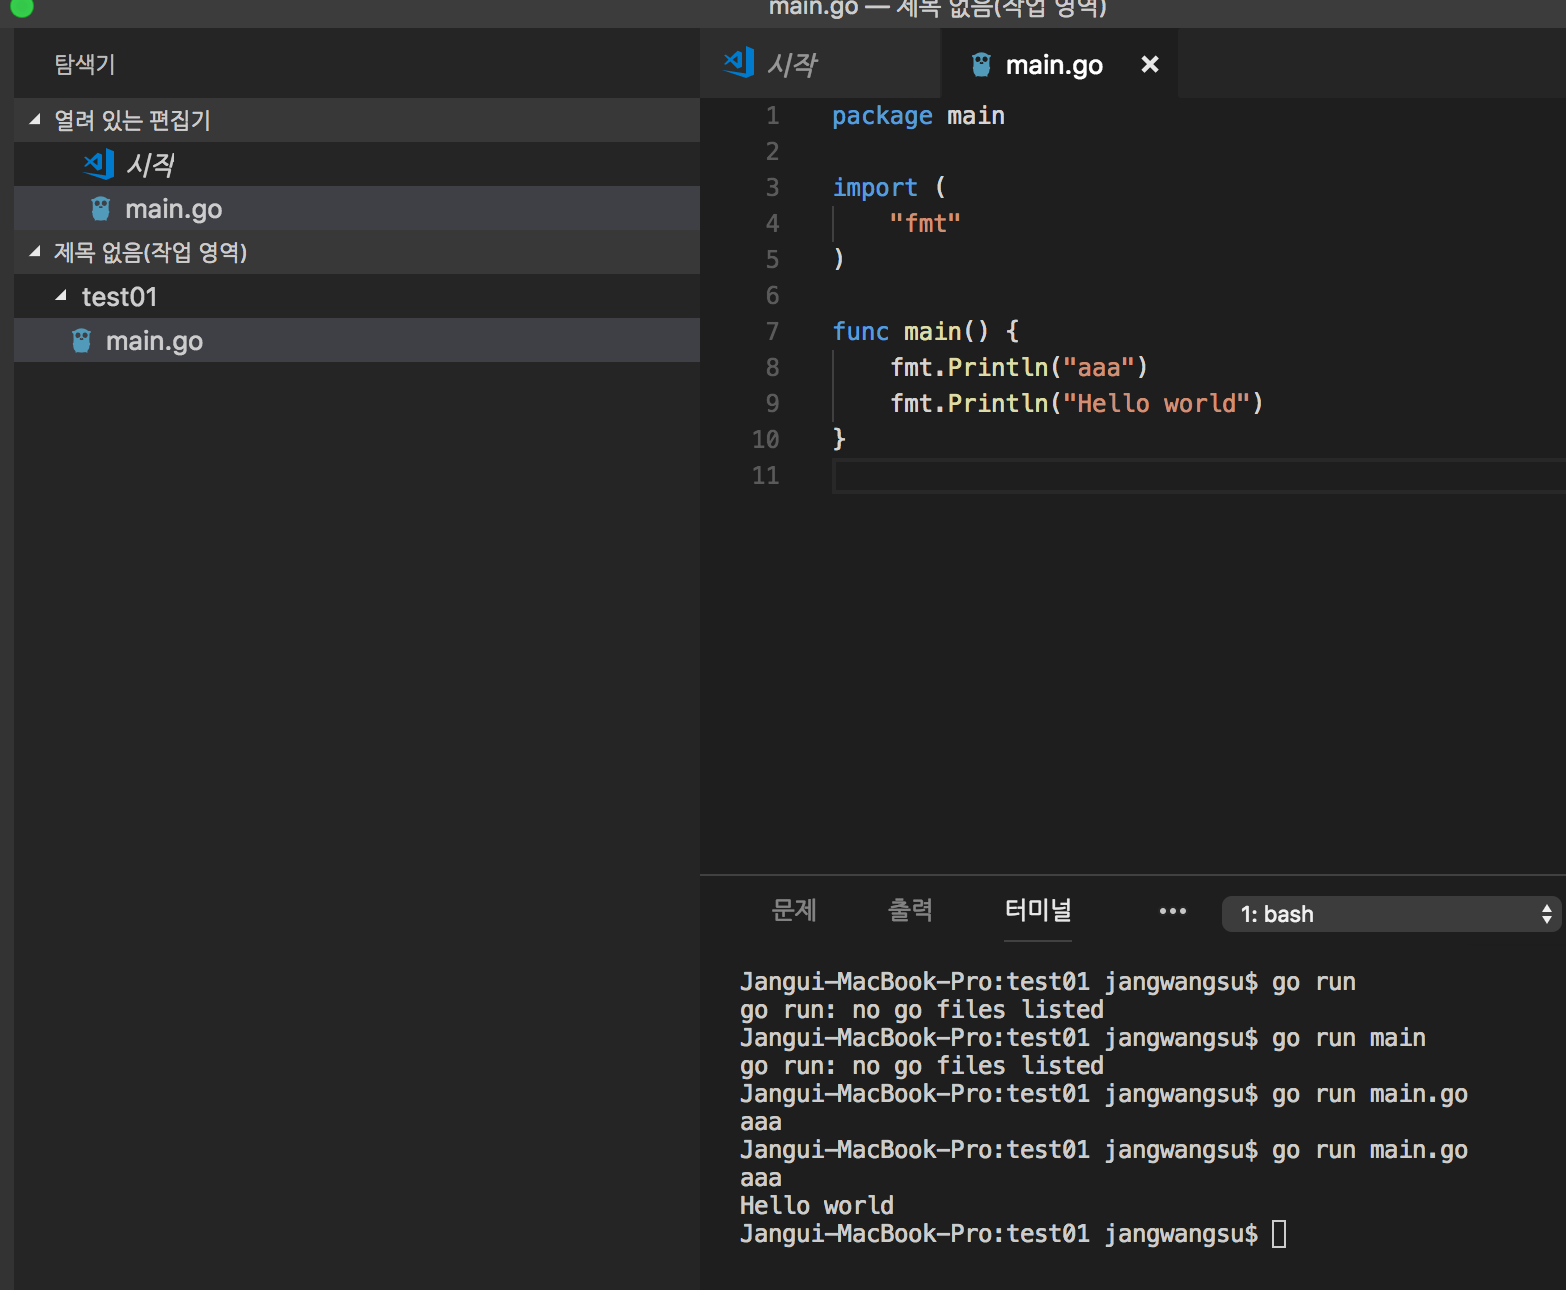 main.go — 제목 없음(작업 영역)
탐색기
열려 있는 편집기
시작
main.go
제목 없음(작업 영역)
test01
main.go
시작
main.go
1 package main
2
3 import (
4 "fmt"
5 )
6
7 func main() {
8 fmt.Println("aaa")
9 fmt.Println("Hello world")
10 }
11
문제 출력 터미널 ••• 1: bash
Jangui-MacBook-Pro:test01 jangwangsu$ go run
go run: no go files listed
Jangui-MacBook-Pro:test01 jangwangsu$ go run main
go run: no go files listed
Jangui-MacBook-Pro:test01 jangwangsu$ go run main.go
aaa
Jangui-MacBook-Pro:test01 jangwangsu$ go run main.go
aaa
Hello world
Jangui-MacBook-Pro:test01 jangwangsu$